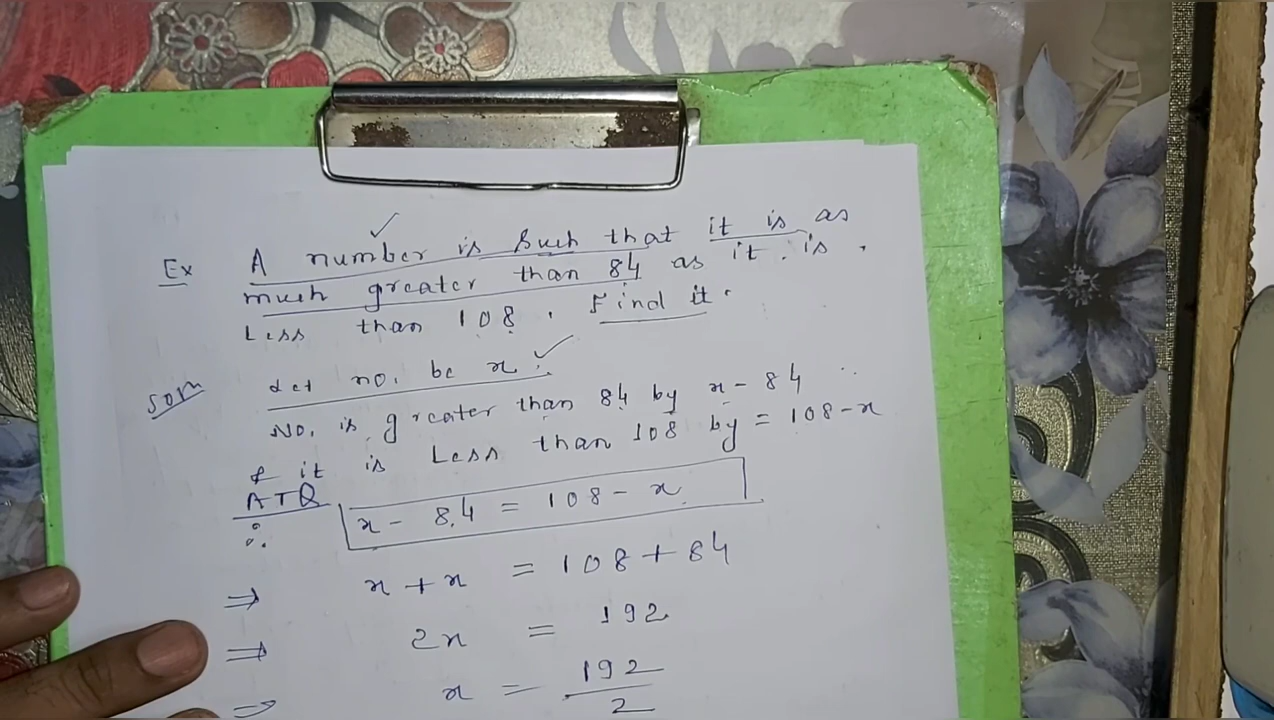 Ex A number is such that it is as
much greater than 84 as it is
Less than 108. Find it.
Soln Let no. be x.
No. is greater than 84 by x - 84
& it is Less than 108 by = 108 - x
ATQ
∴ x - 84 = 108 - x
⇒ x + x = 108 + 84
⇒ 2x = 192
⇒ x = 192/2